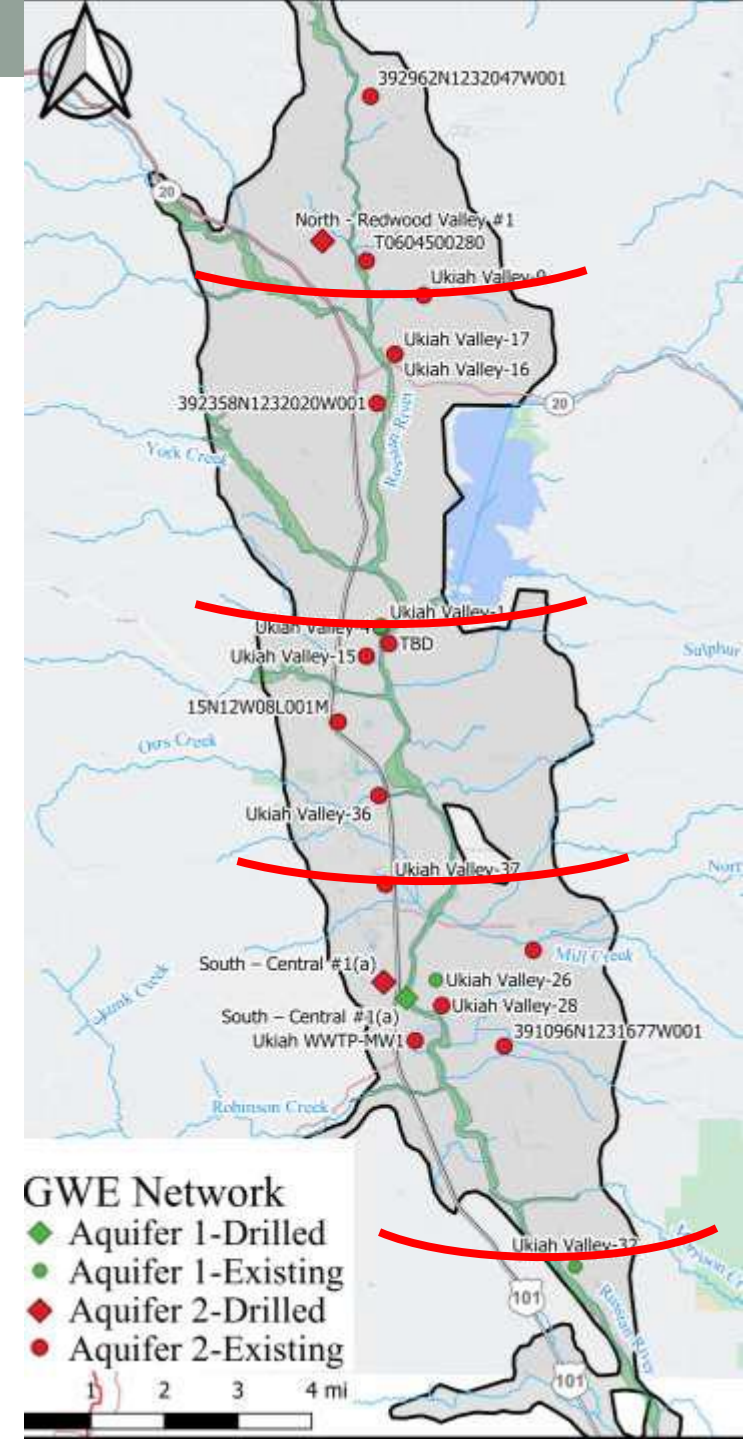 392962N1232047W001
20
North - Redwood Valley #1
T0604500280
Ukiah Valley-9
Ukiah Valley-17
Ukiah Valley-16
392358N1232020W001
20
Russian River
York Creek
Ukiah Valley-1
Ukiah Valley-4
TBD
Ukiah Valley-15
Sulphur
15N12W08L001M
Orrs Creek
Ukiah Valley-36
Ukiah Valley-37
Nort
Mill Creek
South – Central #1(a)
Ukiah Valley-26
Ukiah Valley-28
South – Central #1(a)
Ukiah WWTP-MW1
391096N1231677W001
Creek
Robinson Creek
GWE Network
Aquifer 1-Drilled
Aquifer 1-Existing
Aquifer 2-Drilled
Aquifer 2-Existing
Ukiah Valley-32
Morrison Cr
101
Russian River
101
1 2 3 4 mi